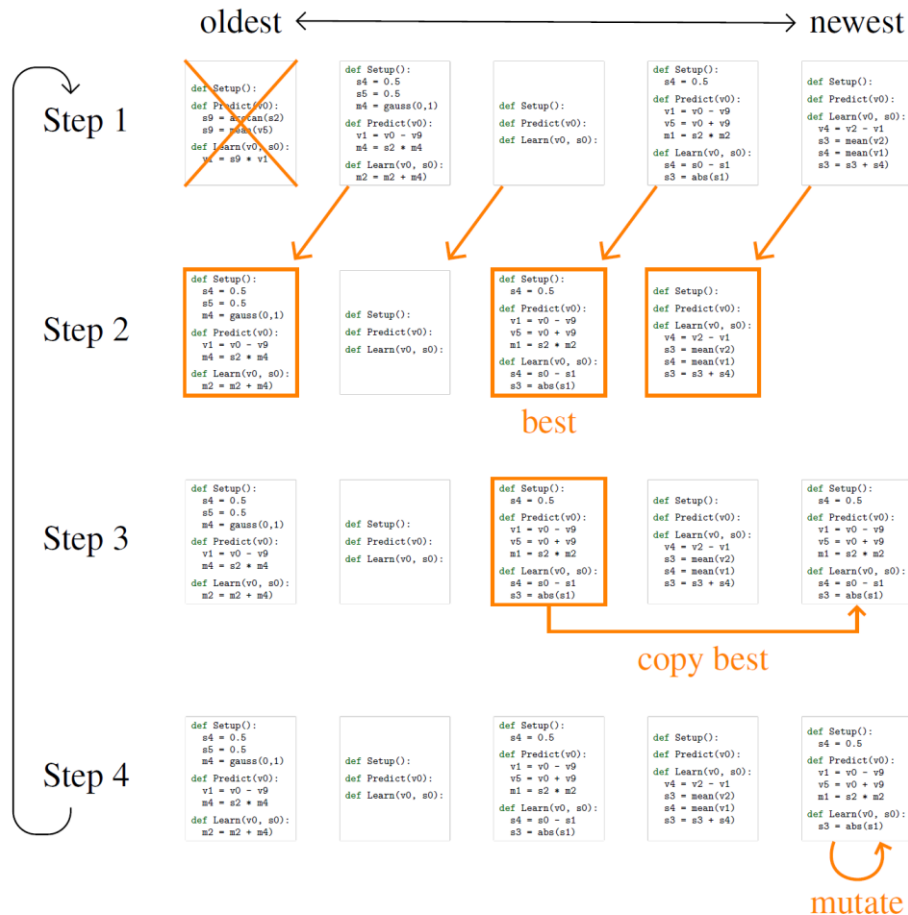 oldest
newest
Step 1
def Setup():
def Predict(v0):
s9 = arctan(s2)
s9 = mean(v5)
def Learn(v0, s0):
v1 = s9 * v1
def Setup():
s4 = 0.5
s5 = 0.5
m4 = gauss(0,1)
def Predict(v0):
v1 = v0 - v9
m4 = s2 * m4
def Learn(v0, s0):
m2 = m2 + m4)
def Setup():
def Predict(v0):
def Learn(v0, s0):
def Setup():
s4 = 0.5
def Predict(v0):
v1 = v0 - v9
v5 = v0 + v9
m1 = s2 * m2
def Learn(v0, s0):
s4 = s0 - s1
s3 = abs(s1)
def Setup():
def Predict(v0):
def Learn(v0, s0):
v4 = v2 - v1
s3 = mean(v2)
s4 = mean(v1)
s3 = s3 + s4)
Step 2
def Setup():
s4 = 0.5
s5 = 0.5
m4 = gauss(0,1)
def Predict(v0):
v1 = v0 - v9
m4 = s2 * m4
def Learn(v0, s0):
m2 = m2 + m4)
def Setup():
def Predict(v0):
def Learn(v0, s0):
def Setup():
s4 = 0.5
def Predict(v0):
v1 = v0 - v9
v5 = v0 + v9
m1 = s2 * m2
def Learn(v0, s0):
s4 = s0 - s1
s3 = abs(s1)
def Setup():
def Predict(v0):
def Learn(v0, s0):
v4 = v2 - v1
s3 = mean(v2)
s4 = mean(v1)
s3 = s3 + s4)
best
Step 3
def Setup():
s4 = 0.5
s5 = 0.5
m4 = gauss(0,1)
def Predict(v0):
v1 = v0 - v9
m4 = s2 * m4
def Learn(v0, s0):
m2 = m2 + m4)
def Setup():
def Predict(v0):
def Learn(v0, s0):
def Setup():
s4 = 0.5
def Predict(v0):
v1 = v0 - v9
v5 = v0 + v9
m1 = s2 * m2
def Learn(v0, s0):
s4 = s0 - s1
s3 = abs(s1)
def Setup():
def Predict(v0):
def Learn(v0, s0):
v4 = v2 - v1
s3 = mean(v2)
s4 = mean(v1)
s3 = s3 + s4)
def Setup():
s4 = 0.5
def Predict(v0):
v1 = v0 - v9
v5 = v0 + v9
m1 = s2 * m2
def Learn(v0, s0):
s4 = s0 - s1
s3 = abs(s1)
copy best
Step 4
def Setup():
s4 = 0.5
s5 = 0.5
m4 = gauss(0,1)
def Predict(v0):
v1 = v0 - v9
m4 = s2 * m4
def Learn(v0, s0):
m2 = m2 + m4)
def Setup():
def Predict(v0):
def Learn(v0, s0):
def Setup():
s4 = 0.5
def Predict(v0):
v1 = v0 - v9
v5 = v0 + v9
m1 = s2 * m2
def Learn(v0, s0):
s4 = s0 - s1
s3 = abs(s1)
def Setup():
def Predict(v0):
def Learn(v0, s0):
v4 = v2 - v1
s3 = mean(v2)
s4 = mean(v1)
s3 = s3 + s4)
def Setup():
s4 = 0.5
def Predict(v0):
v1 = v0 - v9
v5 = v0 + v9
m1 = s2 * m2
def Learn(v0, s0):
s3 = abs(s1)
mutate